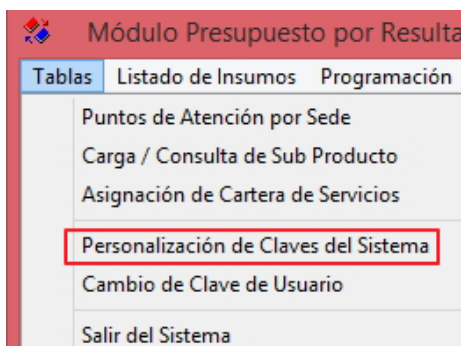 Módulo Presupuesto por Resulta
Tablas Listado de Insumos Programación
Puntos de Atención por Sede
Carga / Consulta de Sub Producto
Asignación de Cartera de Servicios
Personalización de Claves del Sistema
Cambio de Clave de Usuario
Salir del Sistema